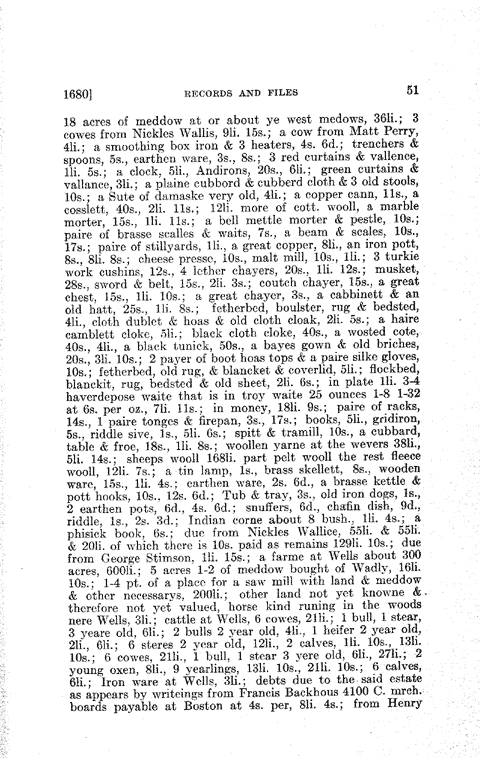 1680] RECORDS AND FILES 51
18 acres of meddow at or about ye west medows, 36li.; 3
cowes from Nickles Wallis, 9li. 15s.; a cow from Matt Perry,
4li.; a smoothing box iron & 3 heaters, 4s. 6d.; trenchers &
spoons, 5s., earthen ware, 3s., 8s.; 3 red curtains & vallence,
1li. 5s.; a clock, 5li., Andirons, 20s., 6li.; green curtains &
vallance, 3li.; a plaine cubbord & cubberd cloth & 3 old stools,
10s.; a Sute of damaske very old, 4li.; a copper cann, 11s., a
cosslett, 40s., 2li. 11s.; 12li. more of cott. wooll, a marble
morter, 15s., 1li. 11s.; a bell mettle morter & pestle, 10s.;
paire of brasse scalles & waits, 7s., a beam & scales, 10s.,
17s.; paire of stillyards, 1li., a great copper, 8li., an iron pott,
8s., 8li. 8s.; cheese presse, 10s., malt mill, 10s., 1li.; 3 turkie
work cushins, 12s., 4 lether chayers, 20s., 1li. 12s.; musket,
28s., sword & belt, 15s., 2li. 3s.; coutch chayer, 15s., a great
chest, 15s., 1li. 10s.; a great chayer, 3s., a cabbinett & an
old hatt, 25s., 1li. 8s.; fetherbed, boulster, rug & bedsted,
4li., cloth dublet & hoas & old cloth cloak, 2li. 5s.; a haire
camblett cloke, 5li.; black cloth cloke, 40s., a wosted cote,
40s., 4li., a black tunick, 50s., a bayes gown & old briches,
20s., 3li. 10s.; 2 payer of boot hoas tops & a paire silke gloves,
10s.; fetherbed, old rug, & blancket & coverlid, 5li.; flockbed,
blanckit, rug, bedsted & old sheet, 2li. 6s.; in plate 1li. 3-4
haverdepose waite that is in troy waite 25 ounces 1-8 1-32
at 6s. per oz., 7li. 11s.; in money, 18li. 9s.; paire of racks,
14s., 1 paire tonges & firepan, 3s., 17s.; books, 5li., gridiron,
5s., riddle sive, 1s., 5li. 6s.; spitt & tramill, 10s., a cubbard,
table & froe, 18s., 1li. 8s.; woollen yarne at the wevers 38li.,
5li. 14s.; sheeps wooll 168li. part pelt wooll the rest fleece
wooll, 12li. 7s.; a tin lamp, 1s., brass skellett, 8s., wooden
ware, 15s., 1li. 4s.; earthen ware, 2s. 6d., a brasse kettle &
pott hooks, 10s., 12s. 6d.; Tub & tray, 3s., old iron dogs, 1s.,
2 earthen pots, 6d., 4s. 6d.; snuffers, 6d., chafin dish, 9d.,
riddle, 1s., 2s. 3d.; Indian corne about 8 bush., 1li. 4s.; a
phisick book, 6s.; due from Nickles Wallice, 55li. & 55li.
& 20li. of which there is 10s. paid as remains 129li. 10s.; due
from George Stimson, 1li. 15s.; a farme at Wells about 300
acres, 600li.; 5 acres 1-2 of meddow bought of Wadly, 16li.
10s.; 1-4 pt. of a place for a saw mill with land & meddow
& other necessarys, 200li.; other land not yet knowne &
therefore not yet valued, horse kind runing in the woods
nere Wells, 3li.; cattle at Wells, 6 cowes, 21li.; 1 bull, 1 stear,
3 yeare old, 6li.; 2 bulls 2 year old, 4li., 1 heifer 2 year old,
2li., 6li.; 6 steres 2 year old, 12li., 2 calves, 1li. 10s., 13li.
10s.; 6 cowes, 21li., 1 bull, 1 stear 3 yere old, 6li., 27li.; 2
young oxen, 8li., 9 yearlings, 13li. 10s., 21li. 10s.; 6 calves,
6li.; Iron ware at Wells, 3li.; debts due to the said estate
as appears by writeings from Francis Backhous 4100 C. mrch.
boards payable at Boston at 4s. per, 8li. 4s.; from Henry